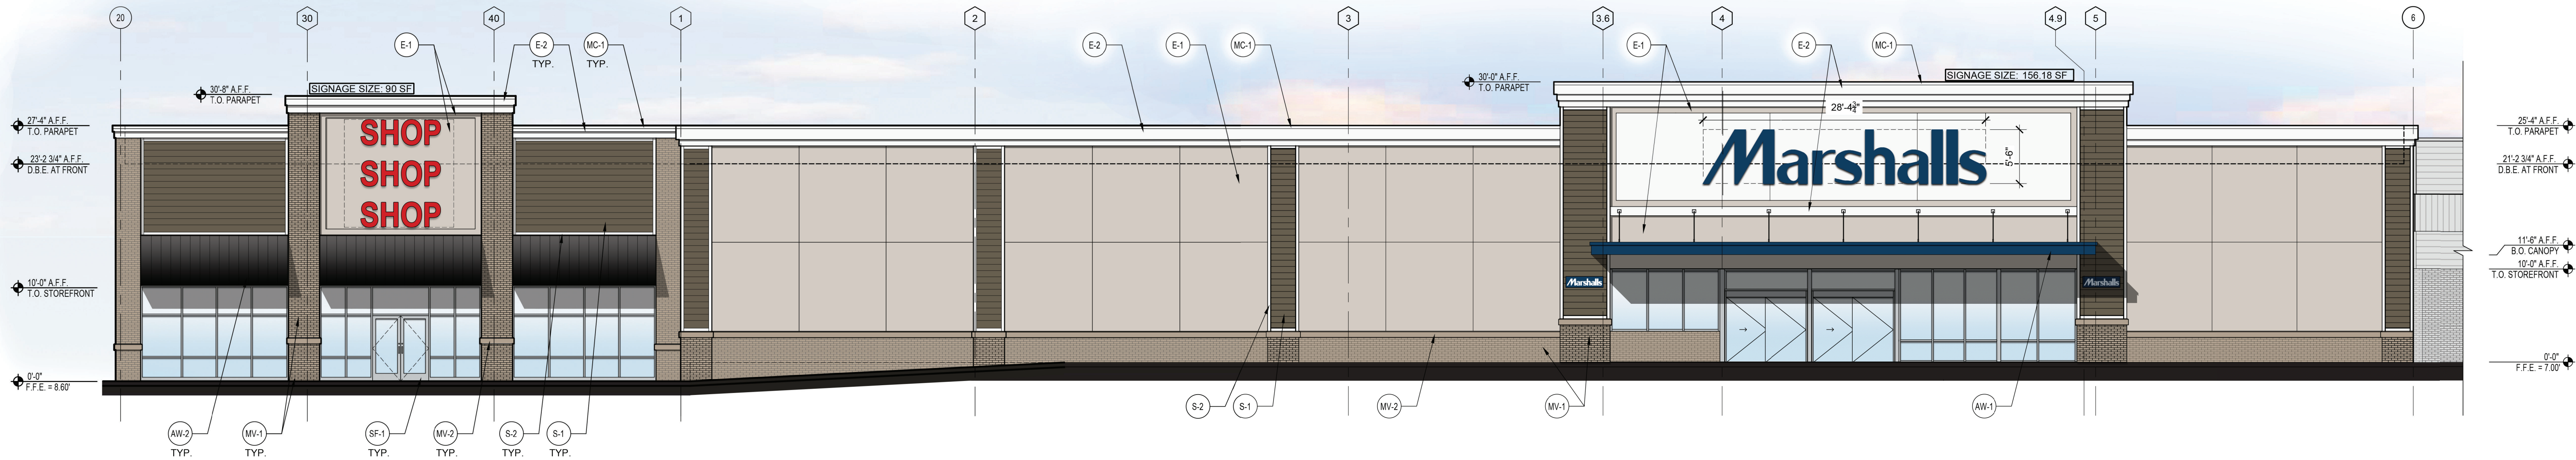 20
30
40
1
2
3
3.6
4
4.9
5
6
E-1
E-2
TYP.
MC-1
TYP.
E-2
E-1
MC-1
E-1
E-2
MC-1
30'-8" A.F.F.
T.O. PARAPET
SIGNAGE SIZE: 90 SF
30'-0" A.F.F.
T.O. PARAPET
SIGNAGE SIZE: 156.18 SF
28'-4¾"
5'-6"
27'-4" A.F.F.
T.O. PARAPET
23'-2 3/4" A.F.F.
D.B.E. AT FRONT
10'-0" A.F.F.
T.O. STOREFRONT
0'-0"
F.F.E. = 8.60'
SHOP
SHOP
SHOP
Marshalls
Marshalls
Marshalls
25'-4" A.F.F.
T.O. PARAPET
21'-2 3/4" A.F.F.
D.B.E. AT FRONT
11'-6" A.F.F.
B.O. CANOPY
10'-0" A.F.F.
T.O. STOREFRONT
0'-0"
F.F.E. = 7.00'
S-2
S-1
MV-2
MV-1
AW-1
AW-2
TYP.
MV-1
TYP.
SF-1
TYP.
MV-2
TYP.
S-2
TYP.
S-1
TYP.